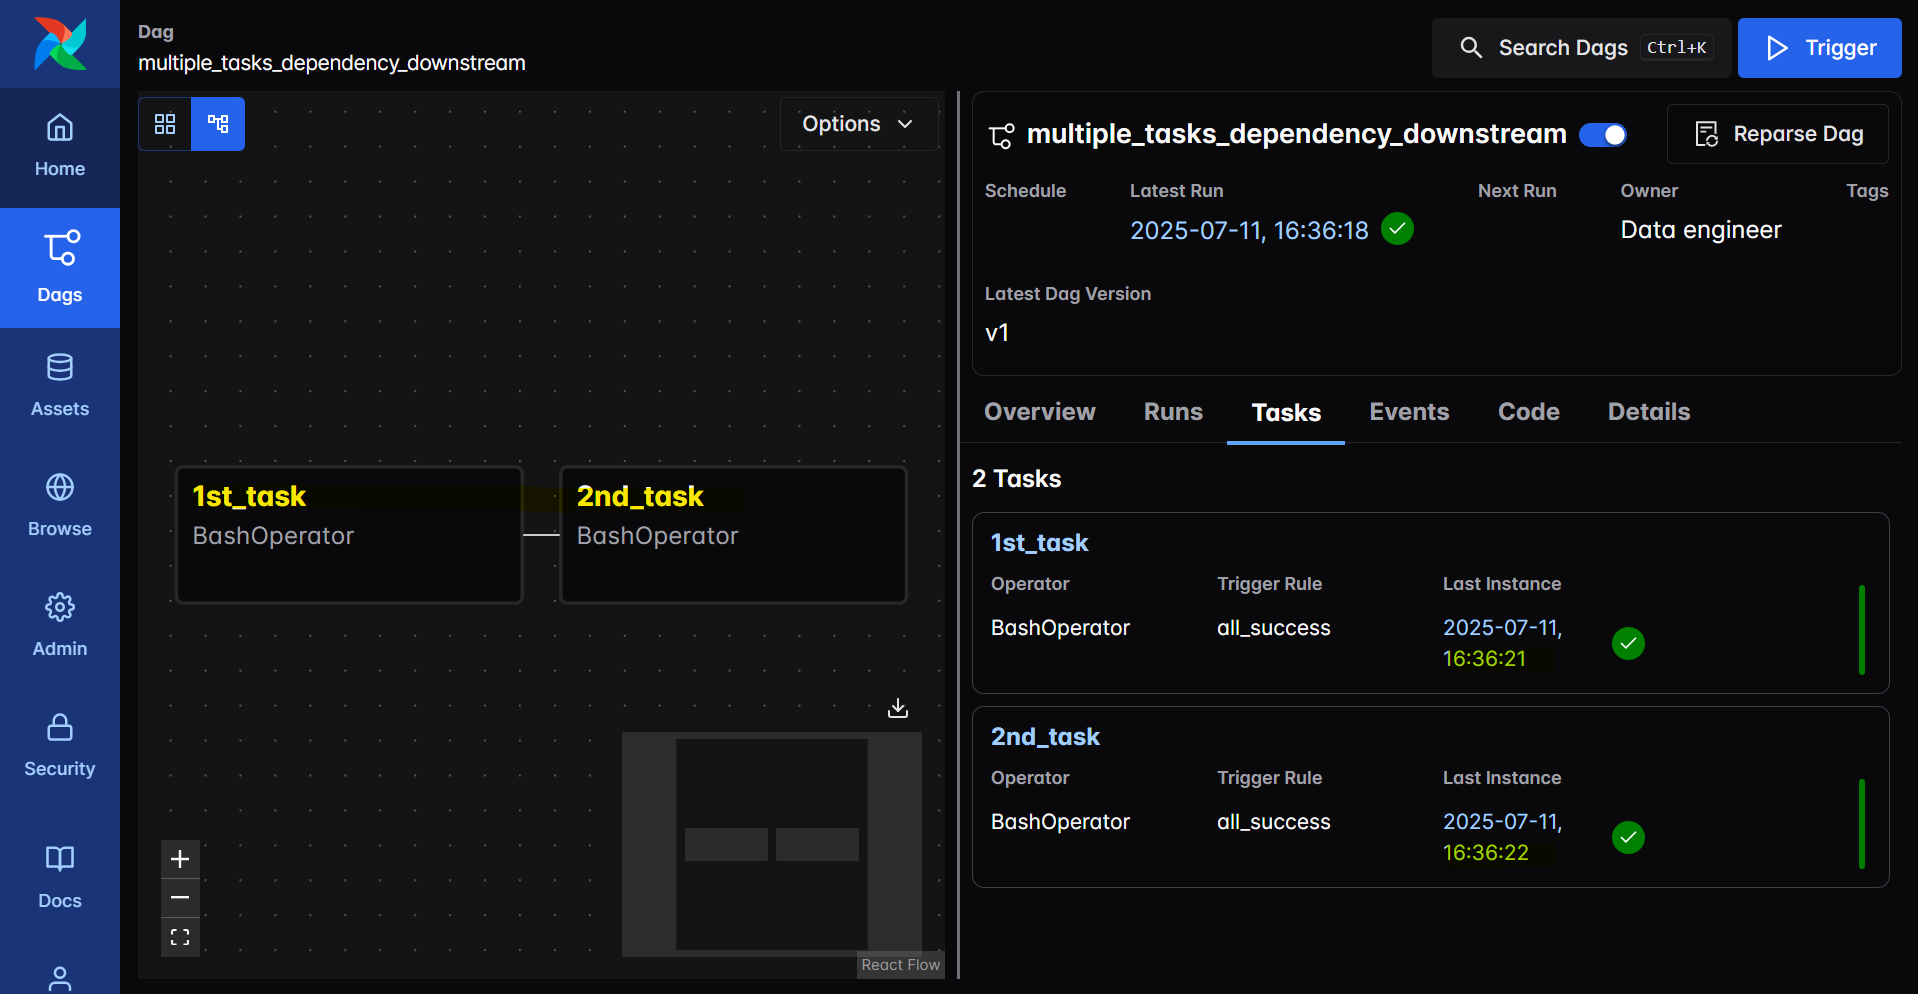 Dag
multiple_tasks_dependency_downstream
Search Dags Ctrl+K
Trigger
Home
Dags
Assets
Browse
Admin
Security
Docs
Options
1st_task
BashOperator
2nd_task
BashOperator
React Flow
multiple_tasks_dependency_downstream
Reparse Dag
Schedule Latest Run Next Run Owner Tags
2025-07-11, 16:36:18 Data engineer
Latest Dag Version
v1
Overview Runs Tasks Events Code Details
2 Tasks
1st_task
Operator Trigger Rule Last Instance
BashOperator all_success 2025-07-11,
16:36:21
2nd_task
Operator Trigger Rule Last Instance
BashOperator all_success 2025-07-11,
16:36:22